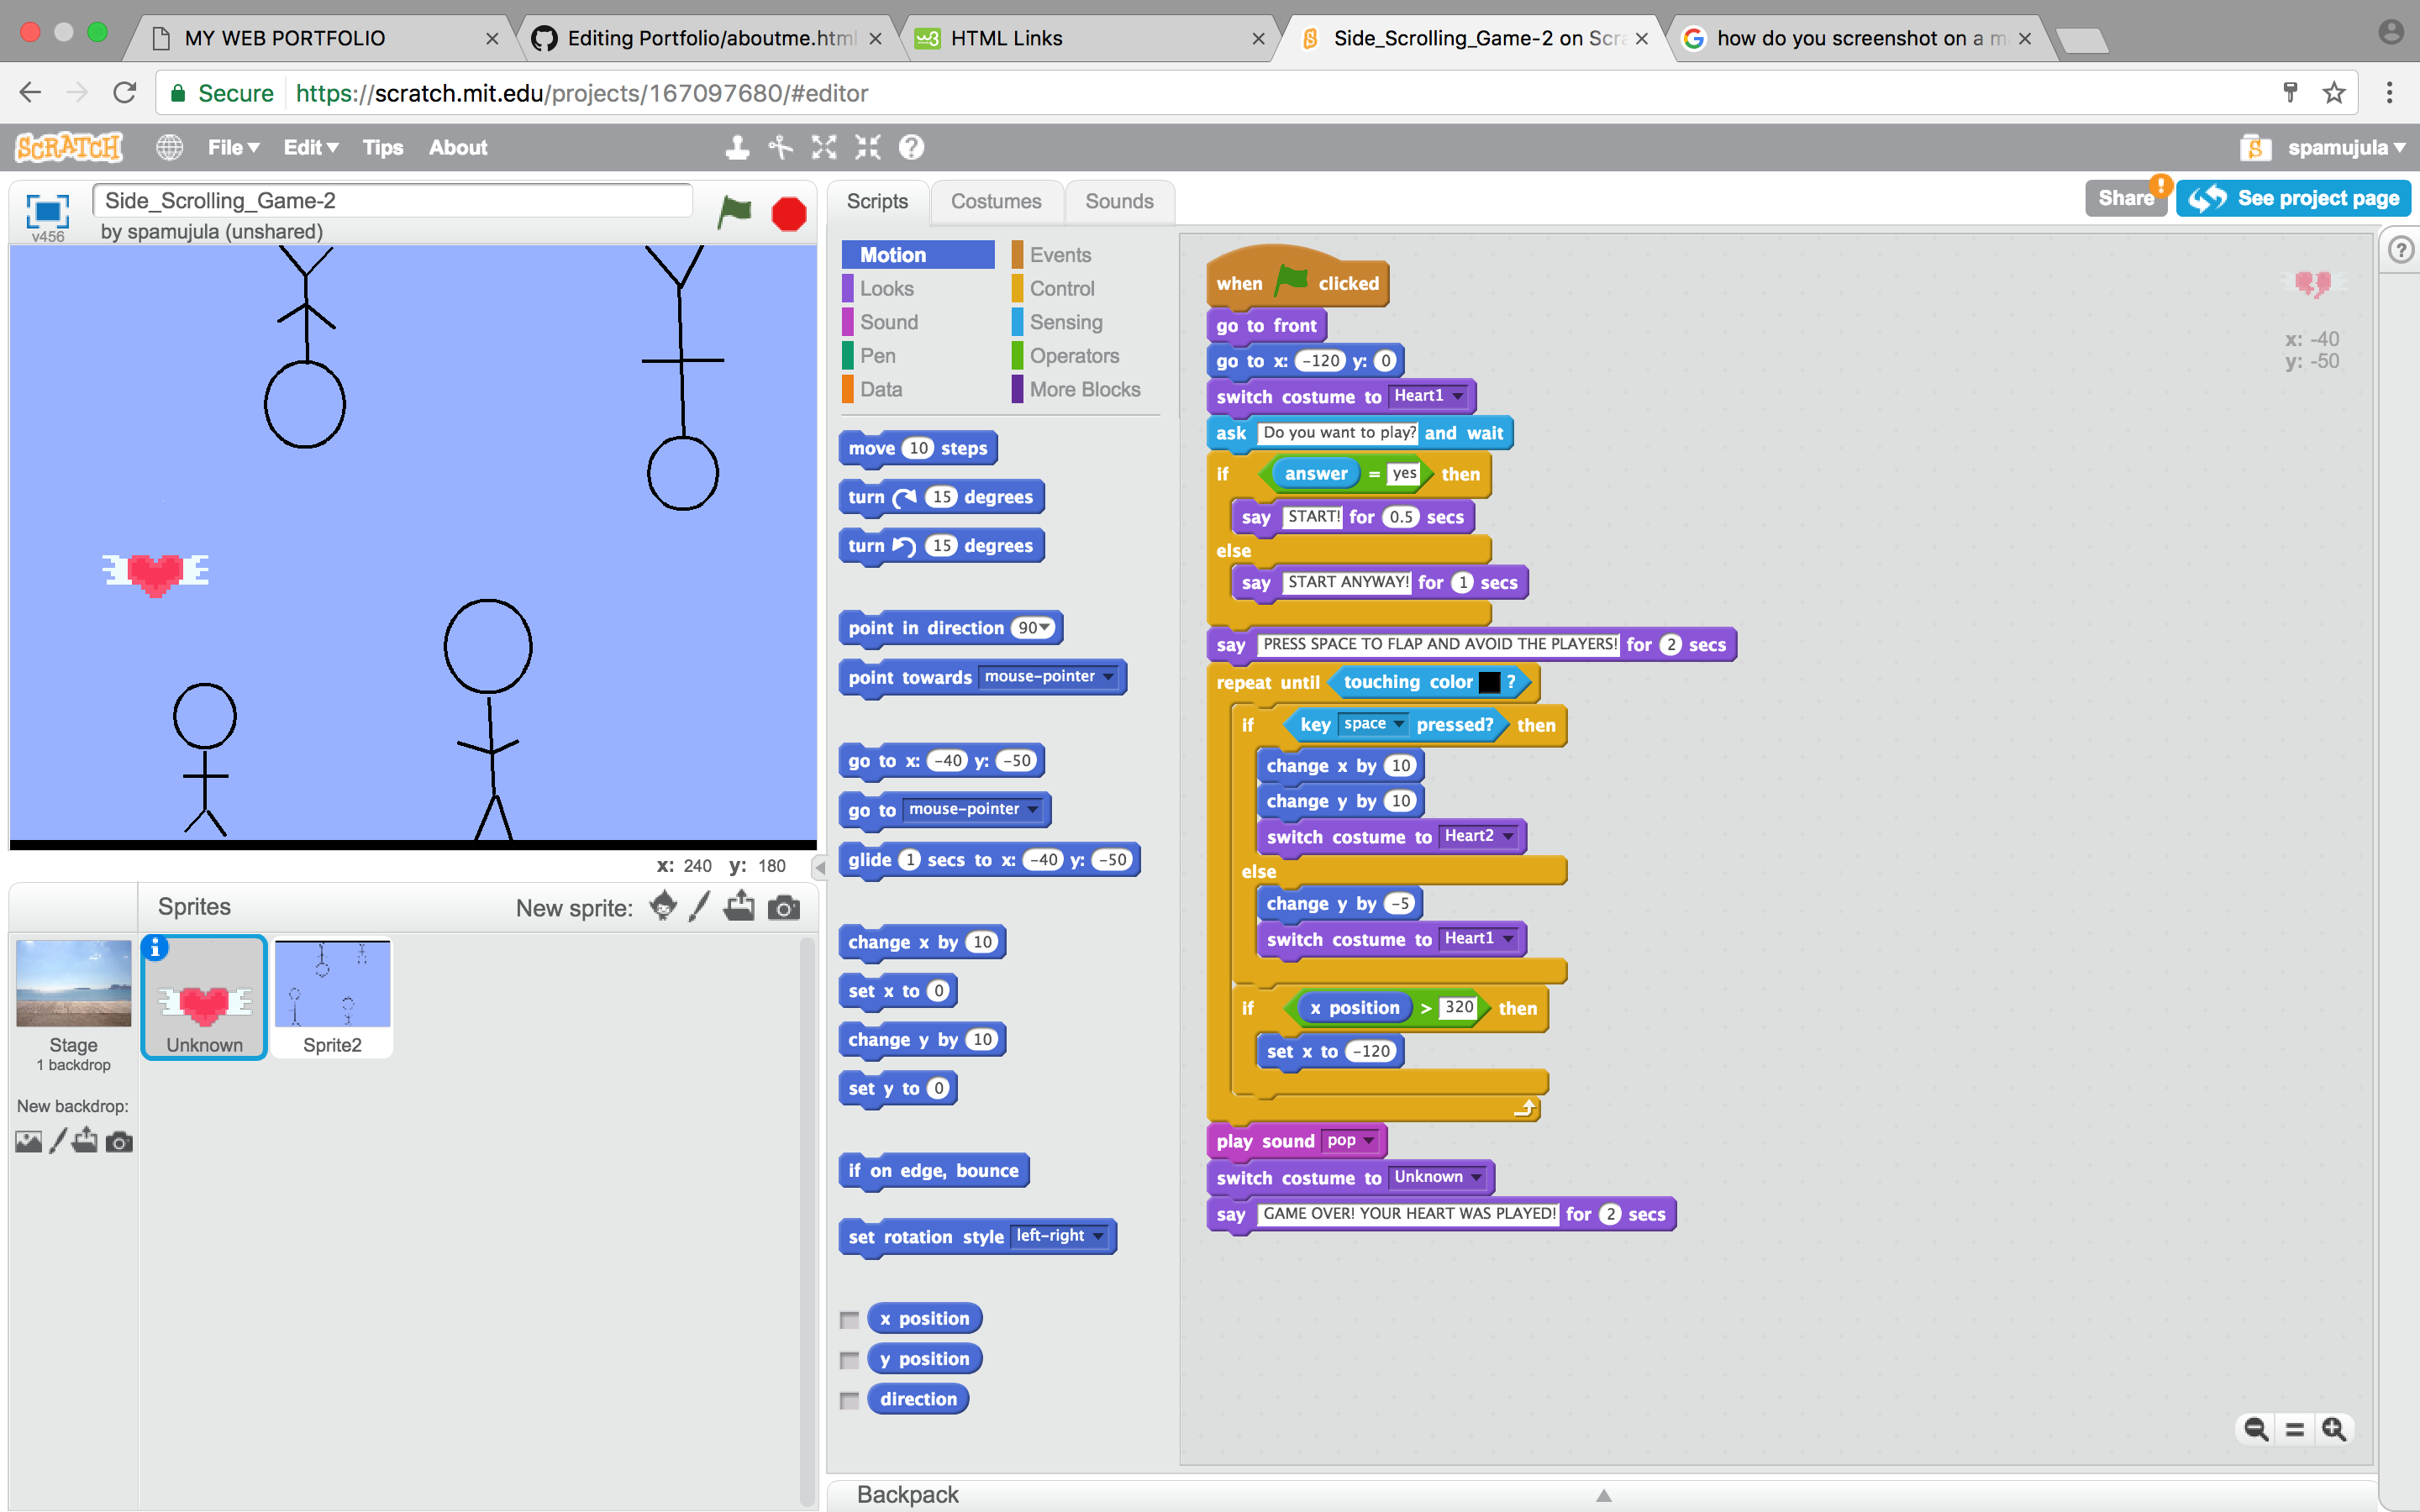 MY WEB PORTFOLIO
Editing Portfolio/aboutme.html
HTML Links
Side_Scrolling_Game-2 on Scra
how do you screenshot on a m
Secure https://scratch.mit.edu/projects/167097680/#editor
SCRATCH File Edit Tips About
spamujula
v456
Side_Scrolling_Game-2
by spamujula (unshared)
Scripts Costumes Sounds
Share
!
See project page
Motion
Looks
Sound
Pen
Data
Events
Control
Sensing
Operators
More Blocks
move 10 steps
turn 15 degrees
turn 15 degrees
point in direction 90
point towards mouse-pointer
go to x: -40 y: -50
go to mouse-pointer
glide 1 secs to x: -40 y: -50
change x by 10
set x to 0
change y by 10
set y to 0
if on edge, bounce
set rotation style left-right
x position
y position
direction
when clicked
go to front
go to x: -120 y: 0
switch costume to Heart1
ask Do you want to play? and wait
if answer = yes then
say START! for 0.5 secs
else
say START ANYWAY! for 1 secs
say PRESS SPACE TO FLAP AND AVOID THE PLAYERS! for 2 secs
repeat until touching color ?
if key space pressed? then
change x by 10
change y by 10
switch costume to Heart2
else
change y by -5
switch costume to Heart1
if x position > 320 then
set x to -120
play sound pop
switch costume to Unknown
say GAME OVER! YOUR HEART WAS PLAYED! for 2 secs
x: -40
y: -50
?
x: 240 y: 180
Sprites
New sprite:
Stage
1 backdrop
New backdrop:
i
Unknown
Sprite2
Backpack